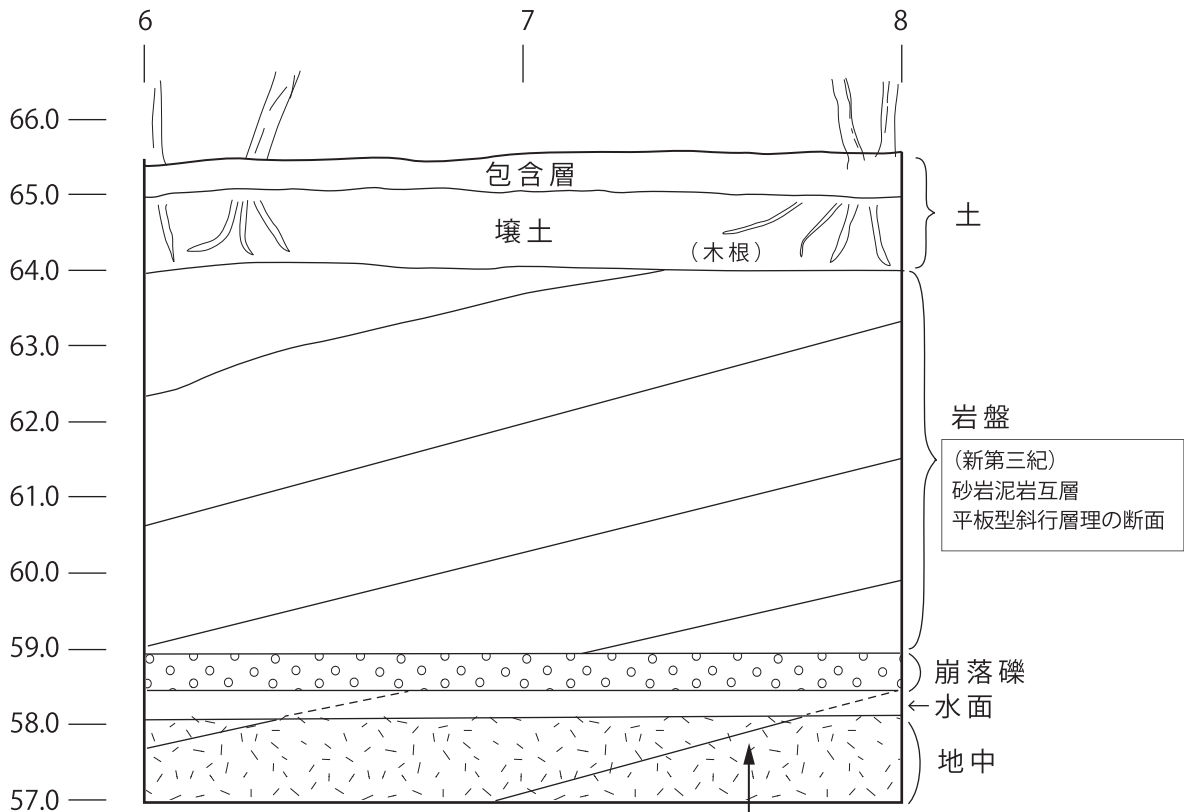 6 7 8
66.0
包含層
65.0
土
壌土
(木根)
64.0
63.0
62.0
岩盤
(新第三紀)
61.0
砂岩泥岩互層
平板型斜行層理の断面
60.0
59.0
崩落礫
←水面
58.0
地中
57.0